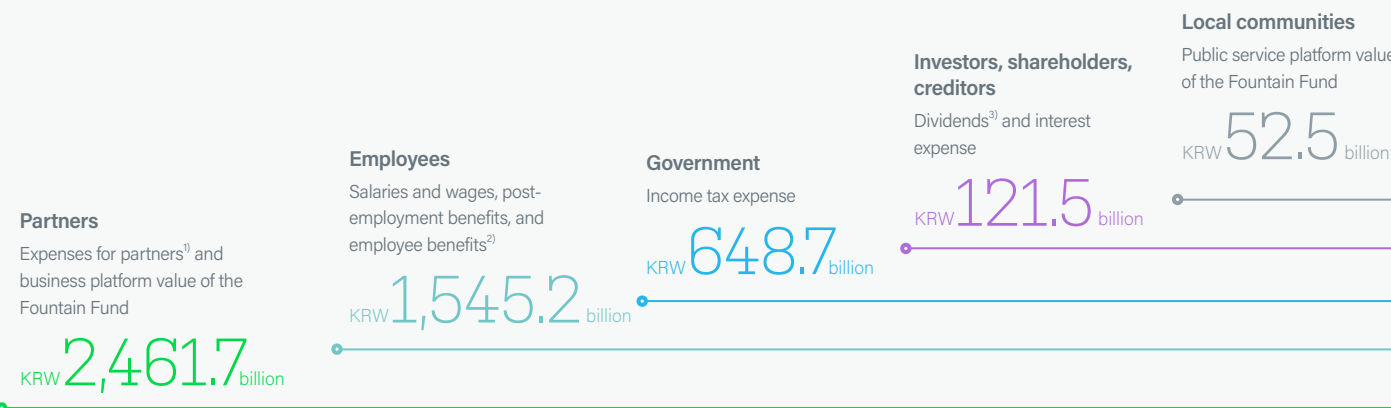 Partners
Expenses for partners1) and
business platform value of the
Fountain Fund
KRW 2,461.7 billion
Employees
Salaries and wages, post-
employment benefits, and
employee benefits2)
KRW 1,545.2 billion
Government
Income tax expense
KRW 648.7 billion
Investors, shareholders,
creditors
Dividends3) and interest
expense
KRW 121.5 billion
Local communities
Public service platform value
of the Fountain Fund
KRW 52.5 billion